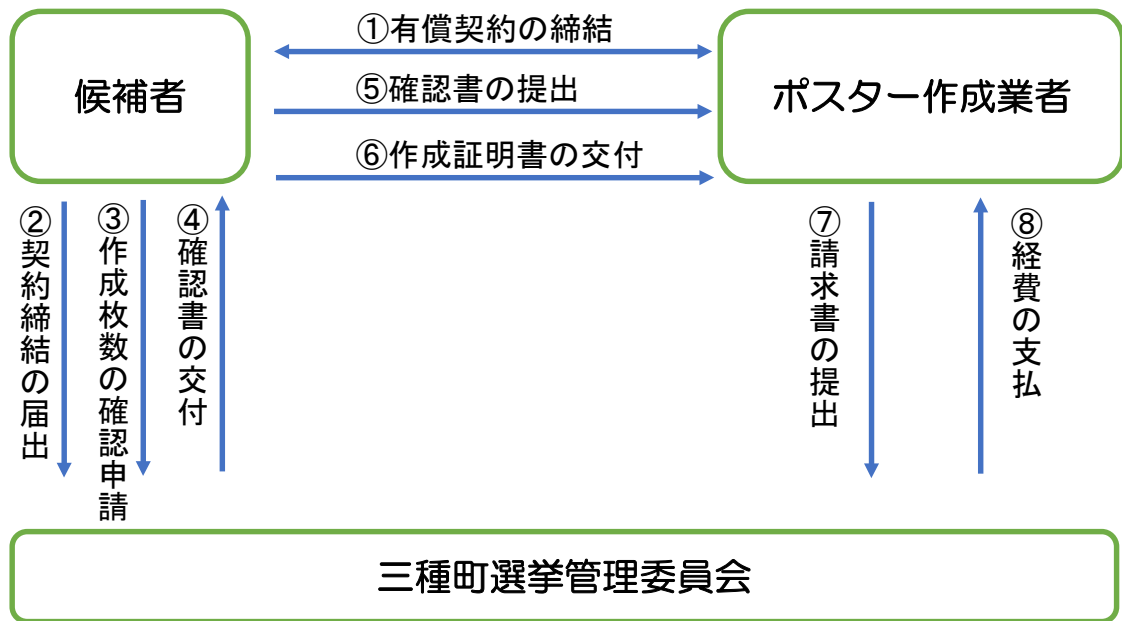 候補者
①有償契約の締結
⑤確認書の提出
⑥作成証明書の交付
ポスター作成業者
②契約締結の届出
③作成枚数の確認申請
④確認書の交付
⑦請求書の提出
⑧経費の支払
三種町選挙管理委員会